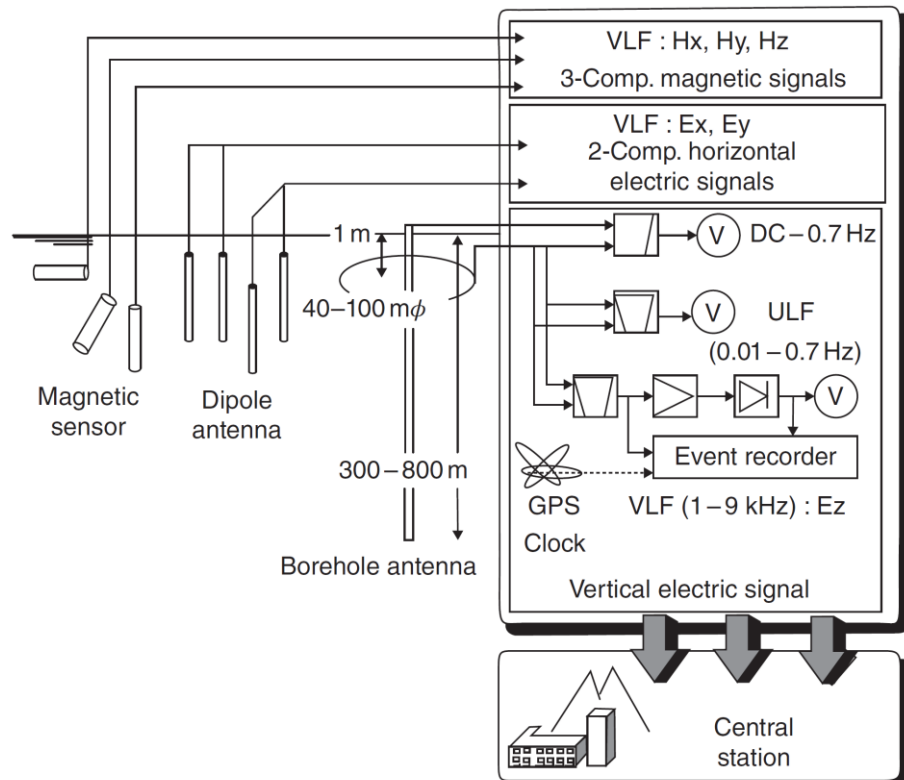 VLF : Hx, Hy, Hz
3-Comp. magnetic signals
VLF : Ex, Ey
2-Comp. horizontal
electric signals
1 m
V
DC – 0.7 Hz
40–100 mϕ
V
ULF
(0.01 – 0.7 Hz)
Magnetic
sensor
Dipole
antenna
V
300 – 800 m
Event recorder
GPS
Clock
VLF (1 – 9 kHz) : Ez
Borehole antenna
Vertical electric signal
Central
station